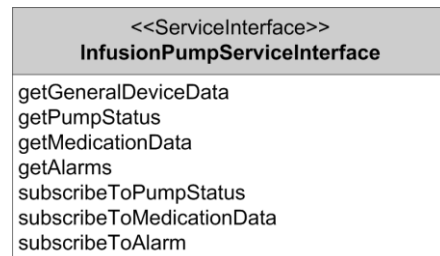 <<ServiceInterface>>
InfusionPumpServiceInterface
getGeneralDeviceData
getPumpStatus
getMedicationData
getAlarms
subscribeToPumpStatus
subscribeToMedicationData
subscribeToAlarm